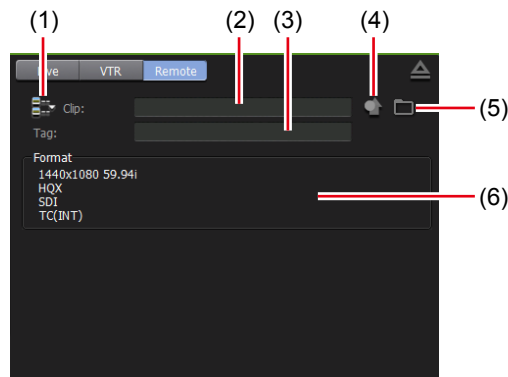 (1) (2) (3) (4)
VTR Remote
Clip:
(5)
Tag:
Format
1440x1080 59.94i
HQX
(6)
SDI
TC(INT)